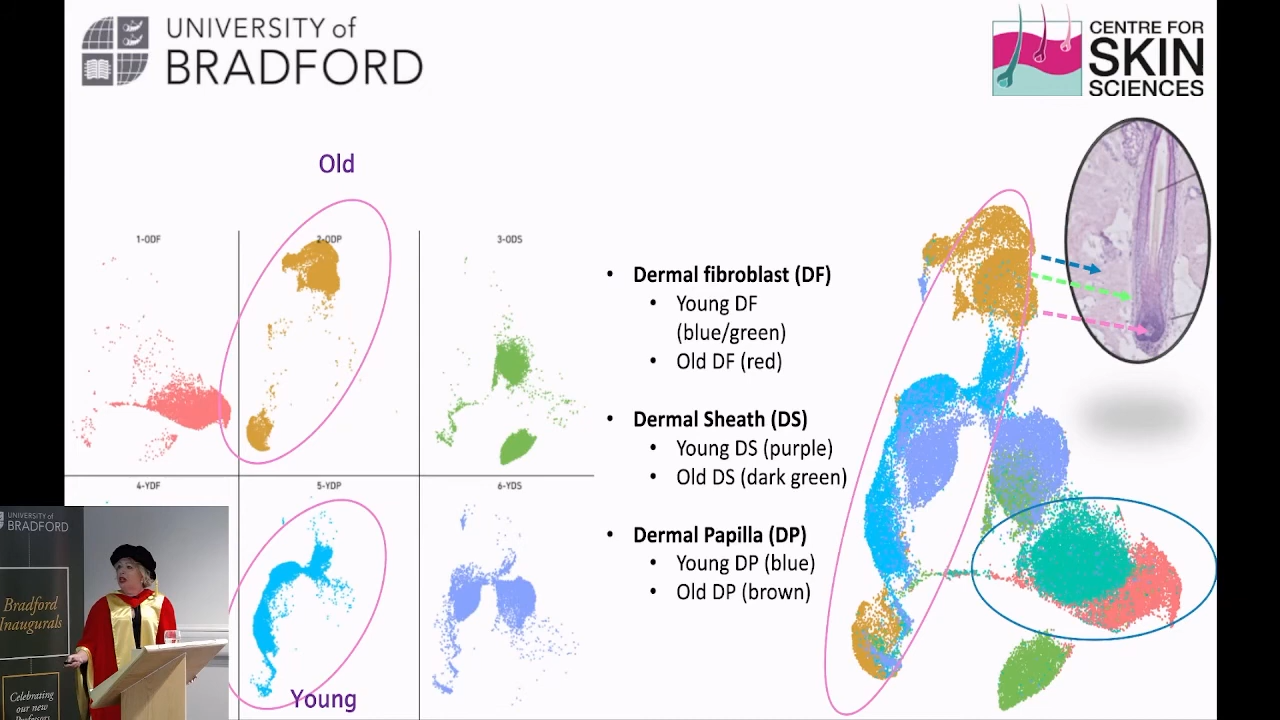 UNIVERSITY of
BRADFORD
CENTRE FOR
SKIN
SCIENCES
Old
1-ODF
2-ODP
3-ODS
4-YDF
5-YDP
6-YDS
Young
• Dermal fibroblast (DF)
• Young DF
(blue/green)
• Old DF (red)
• Dermal Sheath (DS)
• Young DS (purple)
• Old DS (dark green)
• Dermal Papilla (DP)
• Young DP (blue)
• Old DP (brown)
UNIVERSITY of
BRADFORD
Bradford
Inaugurals
Celebrating
our new